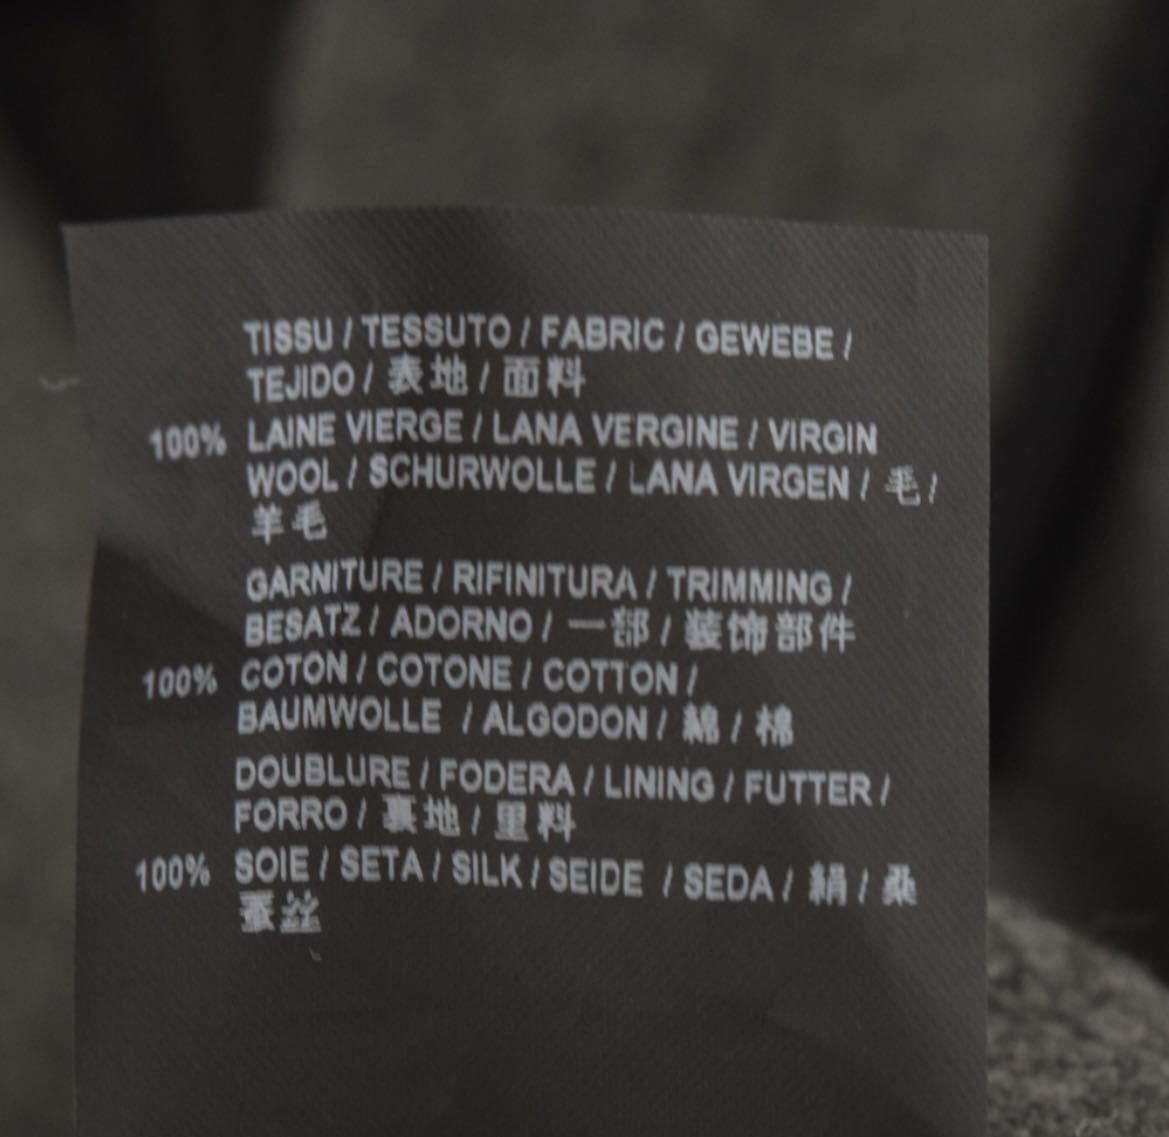 TISSU / TESSUTO / FABRIC / GEWEBE /
TEJIDO / 表地 / 面料
100% LAINE VIERGE / LANA VERGINE / VIRGIN
WOOL / SCHURWOLLE / LANA VIRGEN / 毛 /
羊毛
GARNITURE / RIFINITURA / TRIMMING /
BESATZ / ADORNO / 一部 / 装饰部件
100% COTON / COTONE / COTTON /
BAUMWOLLE / ALGODON / 綿 / 棉
DOUBLURE / FODERA / LINING / FUTTER /
FORRO / 裏地 / 里料
100% SOIE / SETA / SILK / SEIDE / SEDA / 絹 / 桑
蚕丝